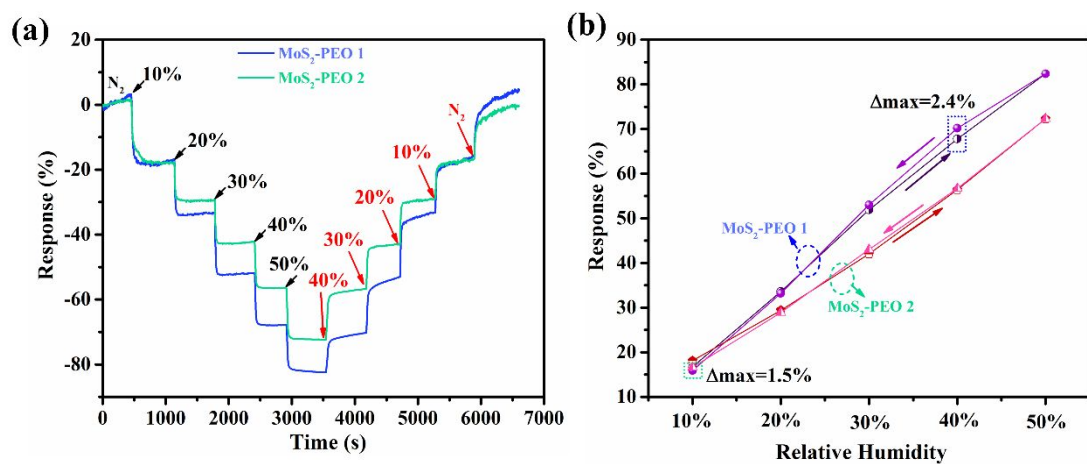 (a)
Response (%)
20
0
-20
-40
-60
-80
MoS₂-PEO 1
MoS₂-PEO 2
N₂
10%
20%
30%
40%
50%
40%
30%
20%
10%
N₂
0 1000 2000 3000 4000 5000 6000 7000
Time (s)
(b)
Response (%)
90
80
70
60
50
40
30
20
10
Δmax=2.4%
MoS₂-PEO 1
MoS₂-PEO 2
Δmax=1.5%
10% 20% 30% 40% 50%
Relative Humidity